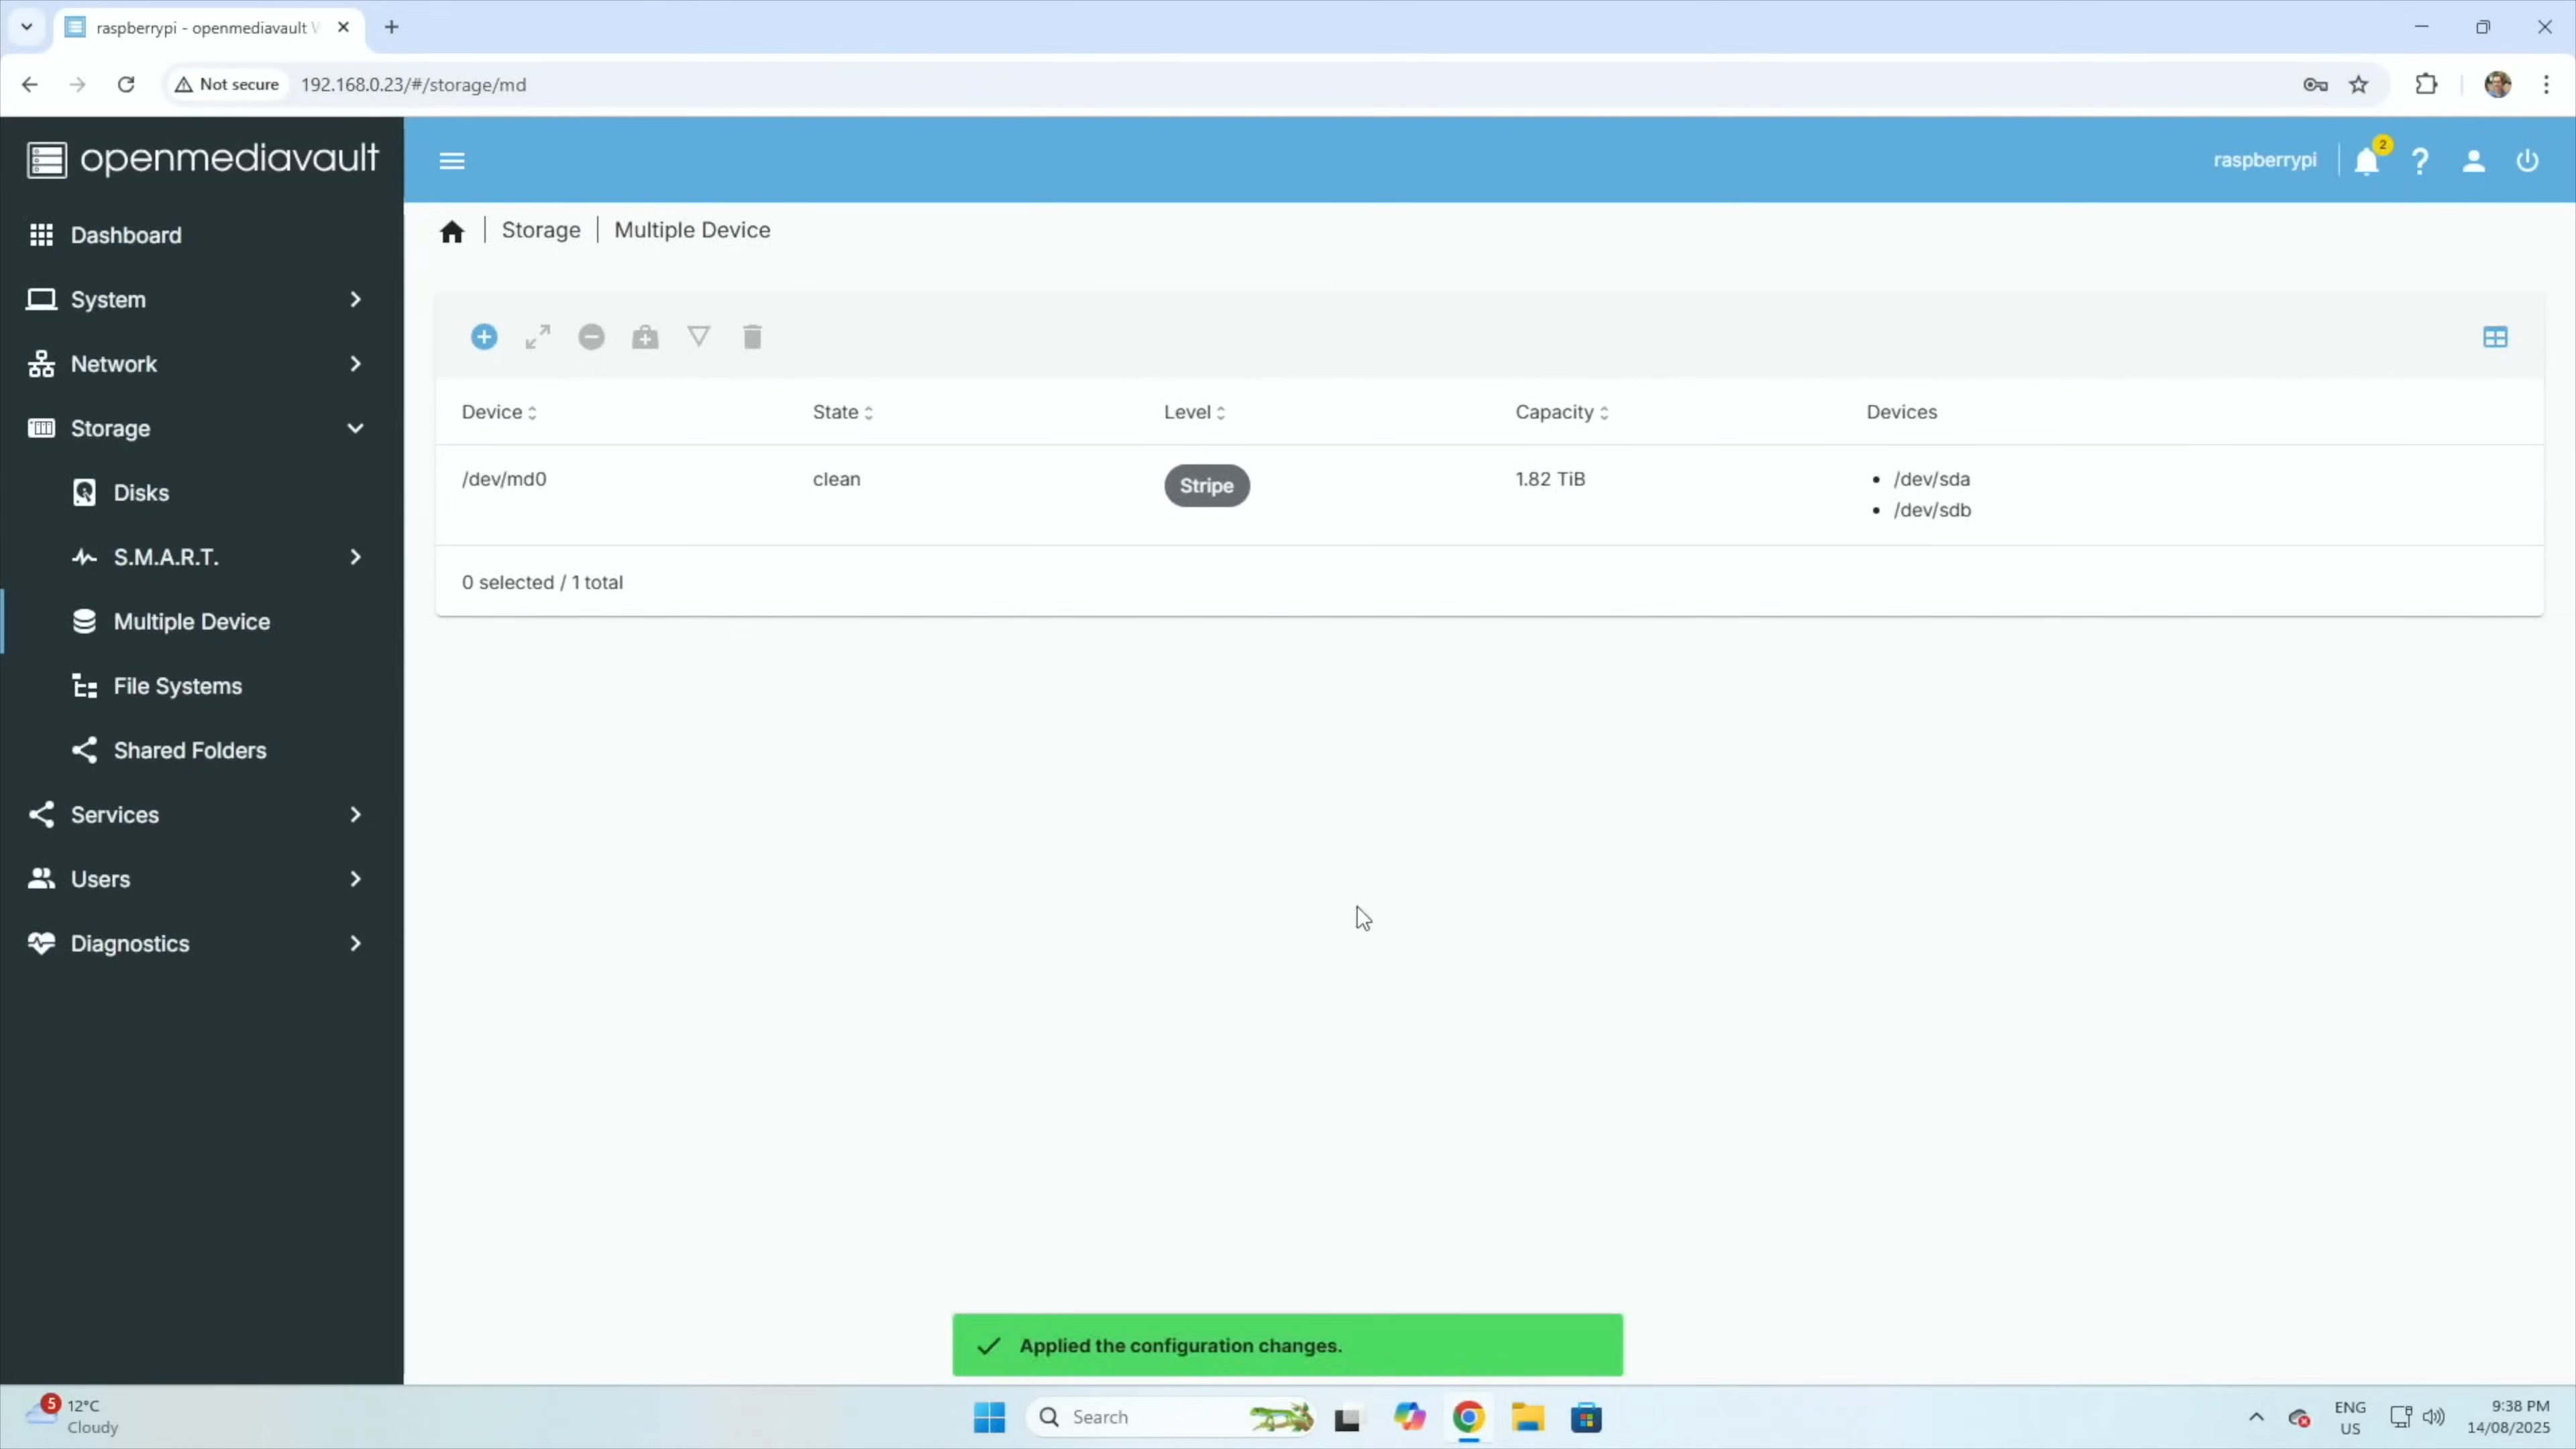 raspberrypi - openmediavault
Not secure
192.168.0.23/#/storage/md
openmediavault
raspberrypi
2
Dashboard
System
Network
Storage
Disks
S.M.A.R.T.
Multiple Device
File Systems
Shared Folders
Services
Users
Diagnostics
Storage | Multiple Device
Device State Level Capacity Devices
/dev/md0 clean Stripe 1.82 TiB /dev/sda
/dev/sdb
0 selected / 1 total
Applied the configuration changes.
5
12°C
Cloudy
Search
ENG
US
9:38 PM
14/08/2025